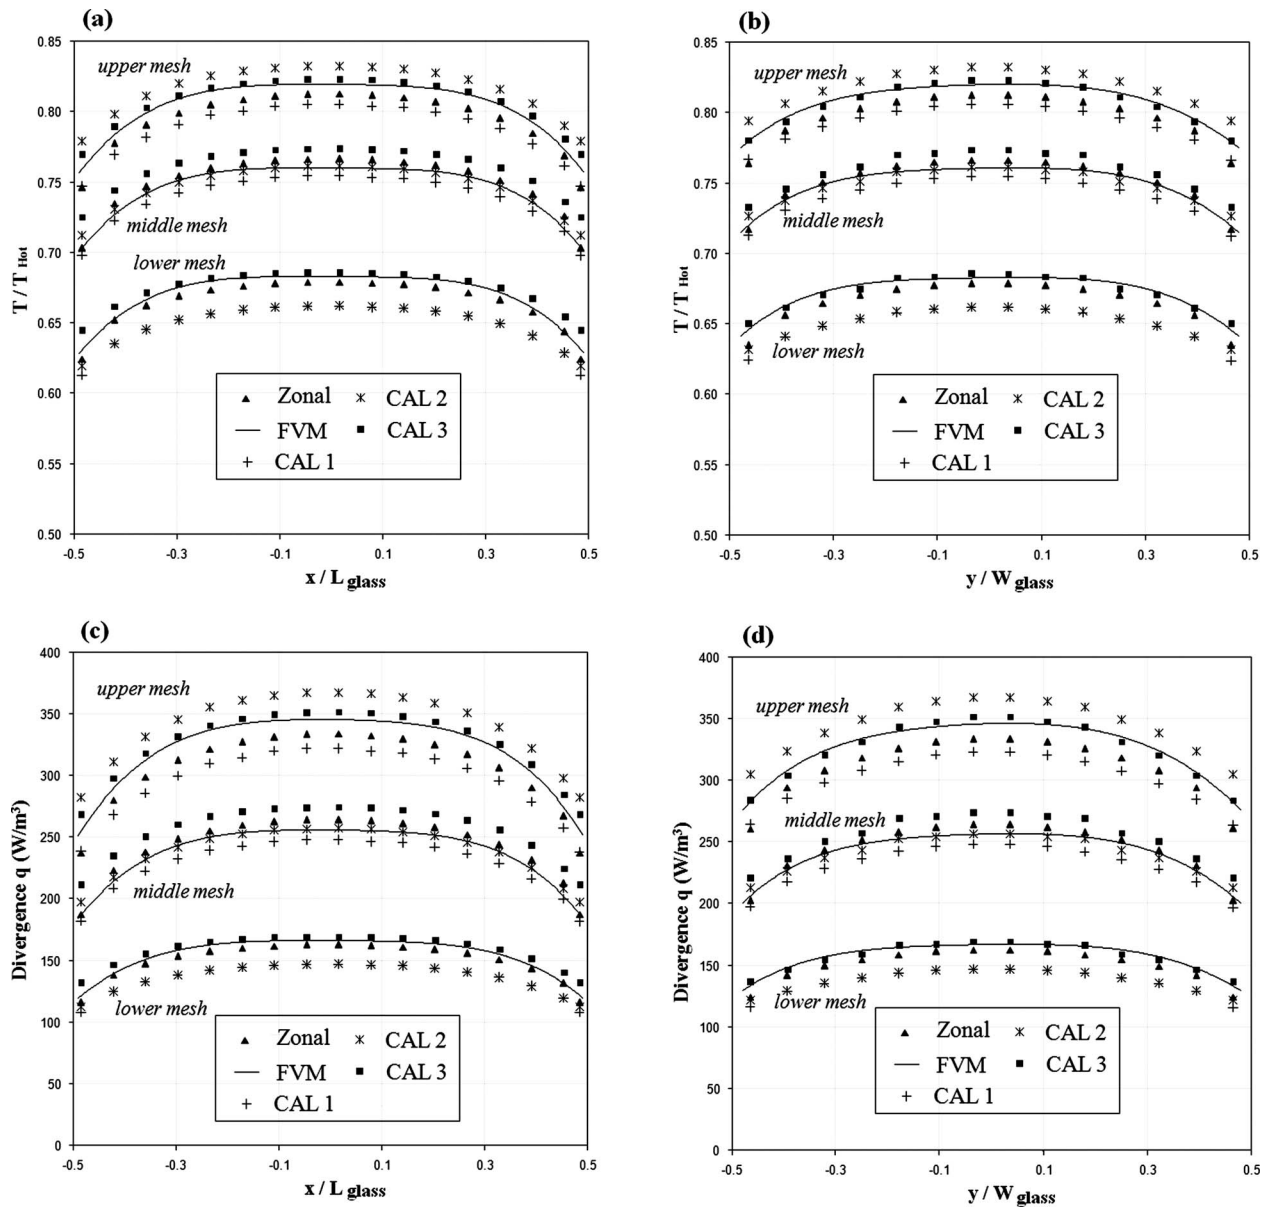 (a)
0.85
0.80
0.75
0.70
0.65
0.60
0.55
0.50
T / T Hot
upper mesh
middle mesh
lower mesh
Zonal
CAL 2
FVM
CAL 3
CAL 1
-0.5
-0.3
-0.1
0.1
0.3
0.5
x / L glass
(b)
0.85
0.80
0.75
0.70
0.65
0.60
0.55
0.50
T / T Hot
upper mesh
middle mesh
lower mesh
Zonal
CAL 2
FVM
CAL 3
CAL 1
-0.5
-0.3
-0.1
0.1
0.3
0.5
y / W glass
(c)
400
350
300
250
200
150
100
50
0
Divergence q (W/m³)
upper mesh
middle mesh
lower mesh
Zonal
CAL 2
FVM
CAL 3
CAL 1
-0.5
-0.3
-0.1
0.1
0.3
0.5
x / L glass
(d)
400
350
300
250
200
150
100
50
0
Divergence q (W/m³)
upper mesh
middle mesh
lower mesh
Zonal
CAL 2
FVM
CAL 3
CAL 1
-0.5
-0.3
-0.1
0.1
0.3
0.5
y / W glass